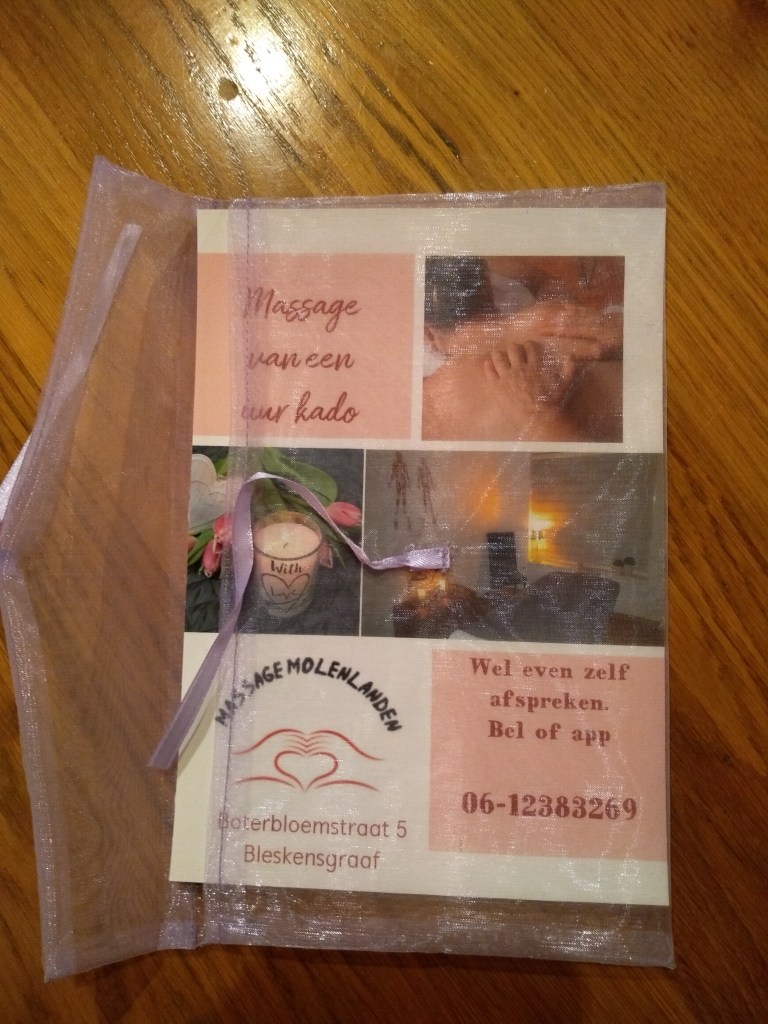 Massage
van een
uur kado
With
Love
MASSAGE MOLENLANDEN
Boterbloemstraat 5
Bleskensgraaf
Wel even zelf
afspreken.
Bel of app
06-12383269